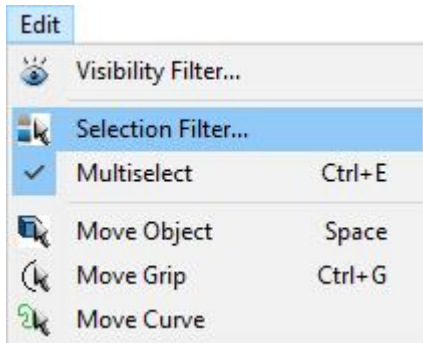 Edit
Visibility Filter...
Selection Filter...
Multiselect Ctrl+E
Move Object Space
Move Grip Ctrl+G
Move Curve